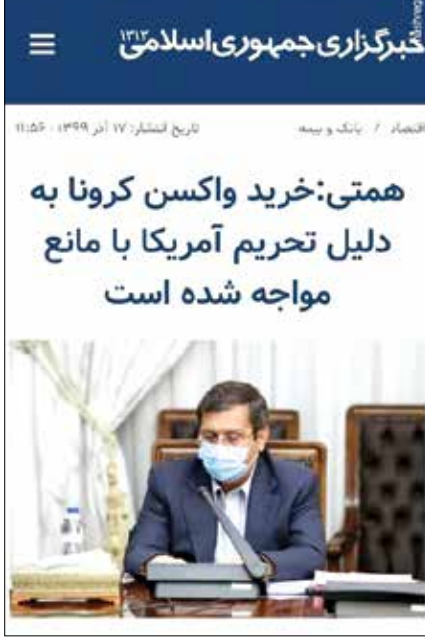 خبرگزاری جمهوری اسلامی ۱۳۱۳
اقتصاد / بانک و بیمه
تاریخ انتشار: ۱۷ آذر ۱۳۹۹ - ۱۱:۵۶
همتی:خرید واکسن کرونا به
دلیل تحریم آمریکا با مانع
مواجه شده است